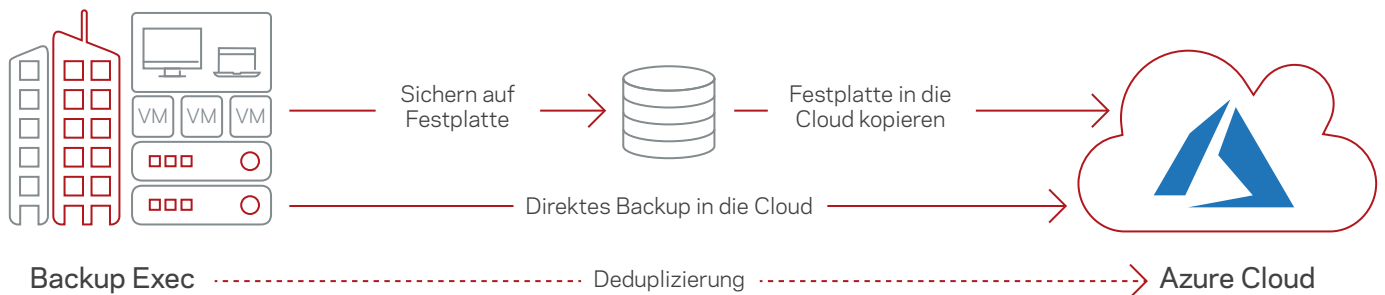 VM VM VM
Sichern auf
Festplatte
Festplatte in die
Cloud kopieren
Direktes Backup in die Cloud
Backup Exec
Deduplizierung
Azure Cloud